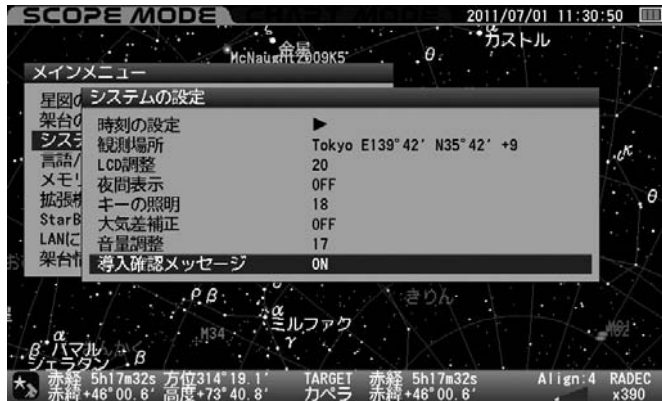 SCOPE MODE 2011/07/01 11:30:50
カストル
金星
McNaught2009K5
θ
メインメニュー
システムの設定
星図の
架台の
システ
言語/
メモリ
拡張機
StarB
LAN(こ
架台情
時刻の設定 ▶
観測場所 Tokyo E139°42′ N35°42′ +9
LCD調整 20
夜間表示 OFF
キーの照明 18
大気差補正 OFF
音量調整 17
導入確認メッセージ ON
κ
θ
ρ β
きりん
α
ミルファク
γ
M34
α
β ハマル
β
シェラタン
赤経 5h17m32s 方位314°19.1′ TARGET 赤経 5h17m32s Align:4 RADEC
赤緯+46°00.6′ 高度+73°40.8′ カペラ 赤緯+46°00.6′ x390